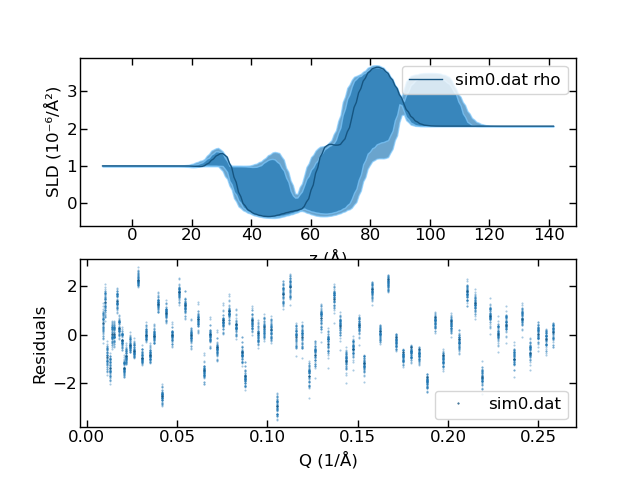 SLD (10⁻⁶/Å²)
3
2
1
0
sim0.dat rho
0 20 40 60 80 100 120 140
z (Å)
Residuals
2
0
−2
sim0.dat
0.00 0.05 0.10 0.15 0.20 0.25
Q (1/Å)